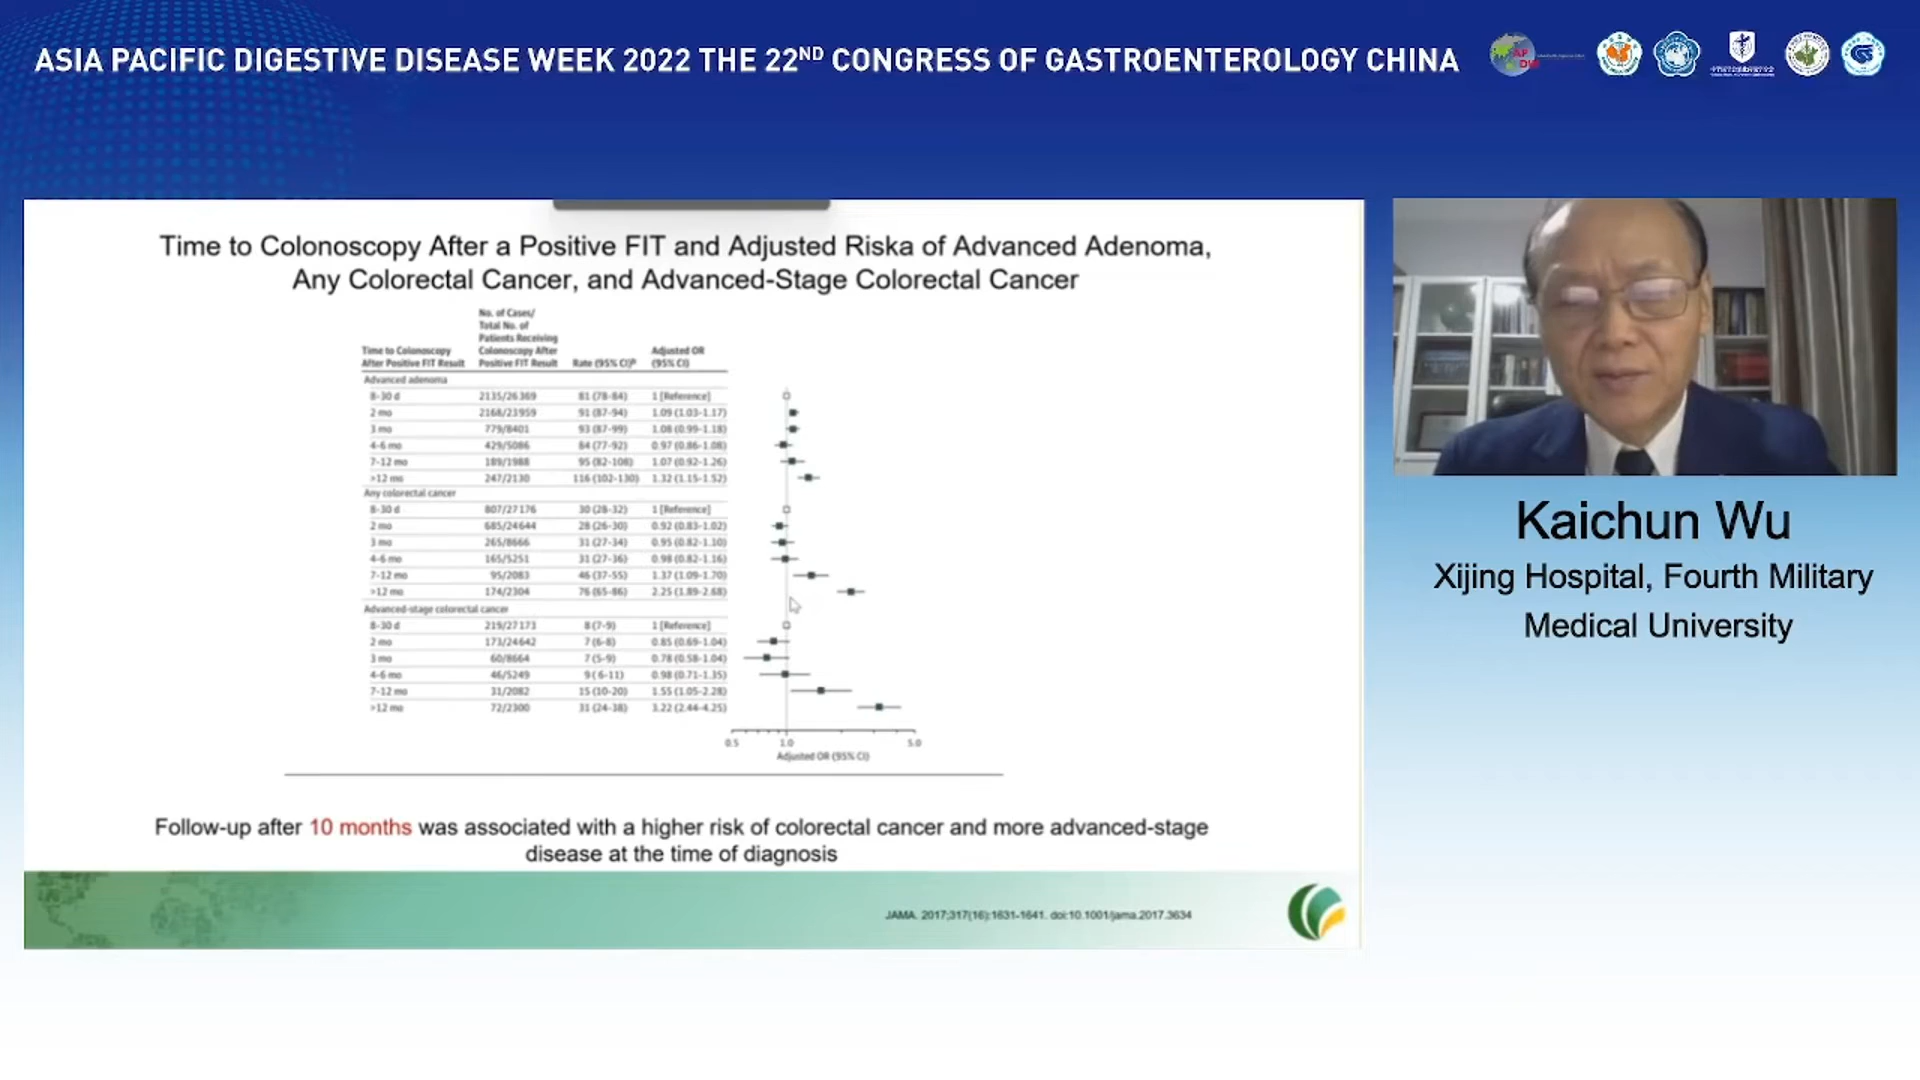 ASIA PACIFIC DIGESTIVE DISEASE WEEK 2022 THE 22ND CONGRESS OF GASTROENTEROLOGY CHINA
Time to Colonoscopy After a Positive FIT and Adjusted Riska of Advanced Adenoma,
Any Colorectal Cancer, and Advanced-Stage Colorectal Cancer
No. of Cases/
Total No. of
Patients Receiving
Time to Colonoscopy Colonoscopy After Adjusted OR
After Positive FIT Result Positive FIT Result Rate (95% CI)b (95% CI)
Advanced adenoma
8-30 d 2135/26369 81 (78-84) 1 [Reference]
2 mo 2168/23959 91 (87-94) 1.09 (1.03-1.17)
3 mo 779/8401 93 (87-99) 1.08 (0.99-1.18)
4-6 mo 429/5086 84 (77-92) 0.97 (0.86-1.08)
7-12 mo 189/1988 95 (82-108) 1.07 (0.92-1.26)
>12 mo 247/2130 116 (102-130) 1.32 (1.15-1.52)
Any colorectal cancer
8-30 d 807/27176 30 (28-32) 1 [Reference]
2 mo 685/24644 28 (26-30) 0.92 (0.83-1.02)
3 mo 265/8666 31 (27-34) 0.95 (0.82-1.10)
4-6 mo 165/5251 31 (27-36) 0.98 (0.82-1.16)
7-12 mo 95/2083 46 (37-55) 1.37 (1.09-1.70)
>12 mo 174/2304 76 (65-86) 2.25 (1.89-2.68)
Advanced-stage colorectal cancer
8-30 d 219/27173 8 (7-9) 1 [Reference]
2 mo 173/24642 7 (6-8) 0.85 (0.69-1.04)
3 mo 60/8664 7 (5-9) 0.78 (0.58-1.04)
4-6 mo 46/5249 9 (6-11) 0.98 (0.71-1.35)
7-12 mo 31/2082 15 (10-20) 1.55 (1.05-2.28)
>12 mo 72/2300 31 (24-38) 3.22 (2.44-4.25)
0.5 1.0 5.0
Adjusted OR (95% CI)
Follow-up after 10 months was associated with a higher risk of colorectal cancer and more advanced-stage
disease at the time of diagnosis
JAMA. 2017;317(16):1631-1641. doi:10.1001/jama.2017.3634
Kaichun Wu
Xijing Hospital, Fourth Military
Medical University